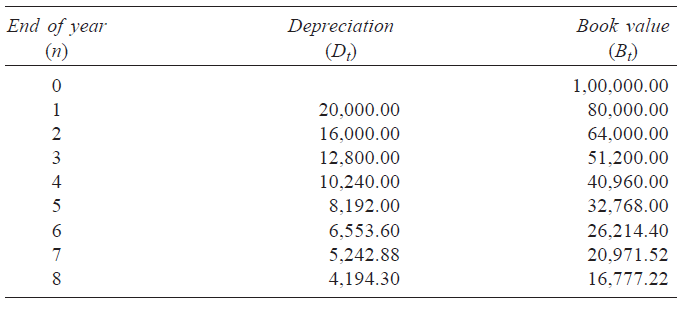 End of year Depreciation Book value
(n) (Dt) (Bt)
0 1,00,000.00
1 20,000.00 80,000.00
2 16,000.00 64,000.00
3 12,800.00 51,200.00
4 10,240.00 40,960.00
5 8,192.00 32,768.00
6 6,553.60 26,214.40
7 5,242.88 20,971.52
8 4,194.30 16,777.22